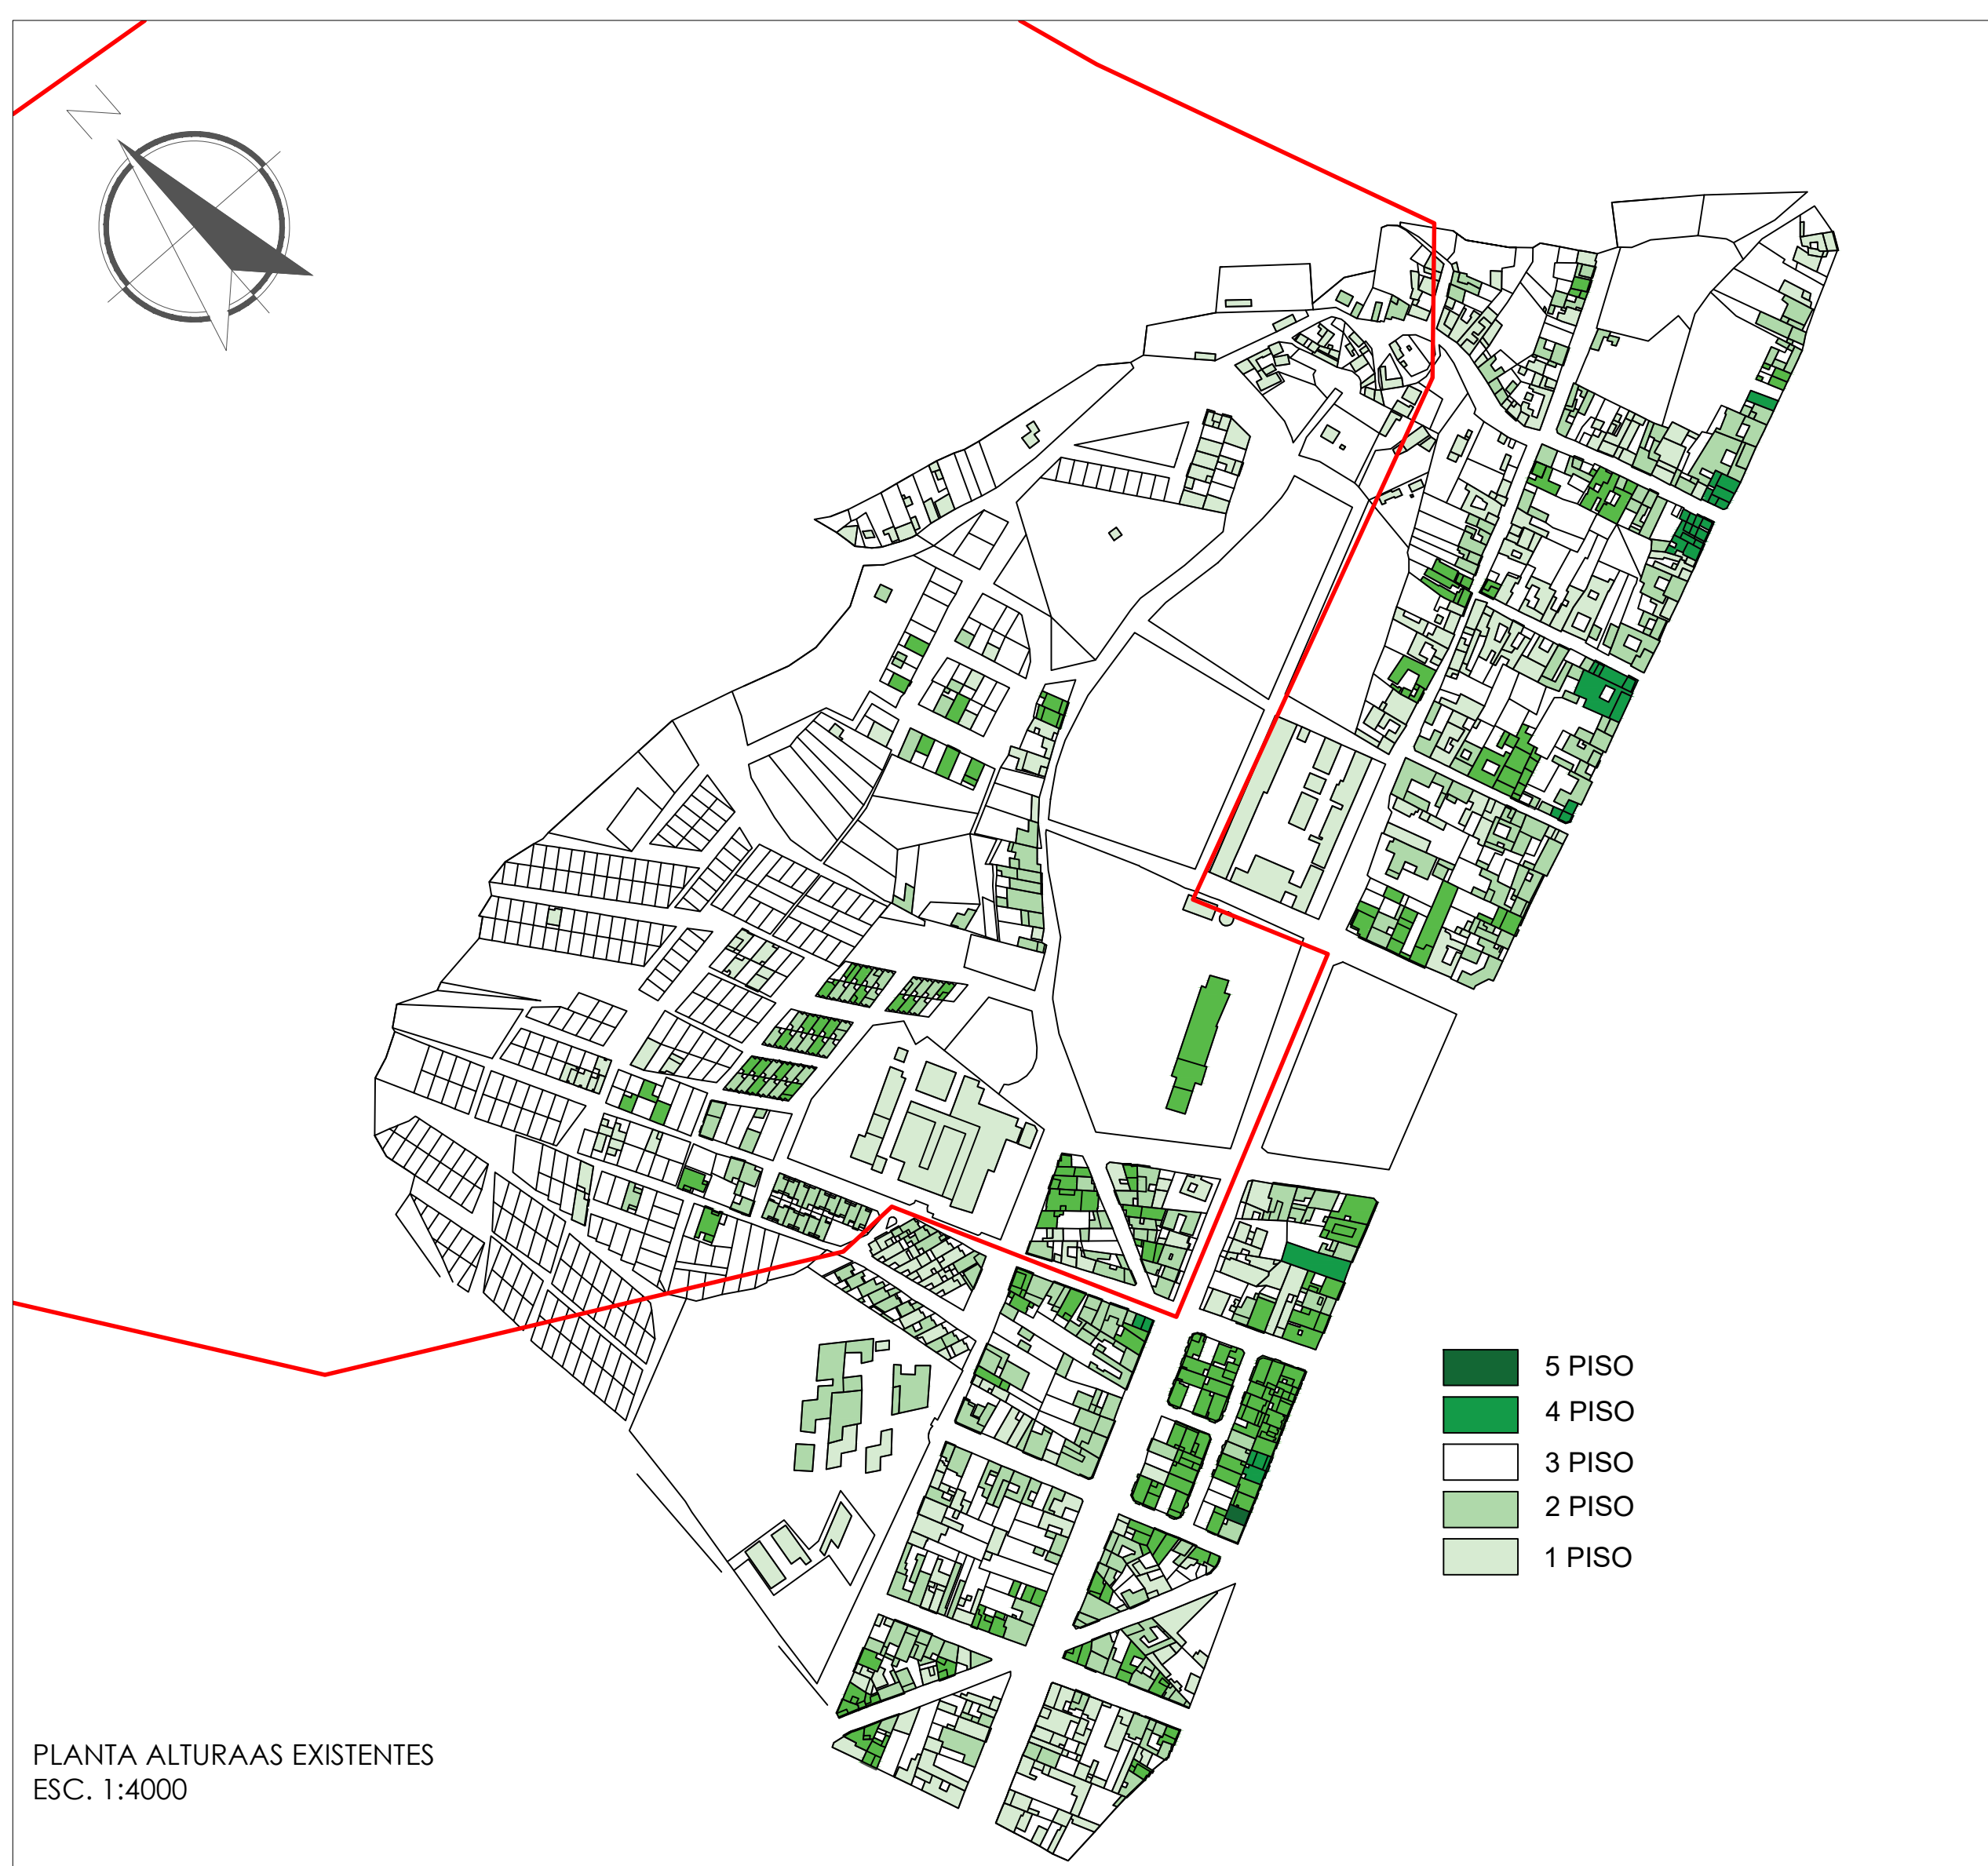 N
5 PISO
4 PISO
3 PISO
2 PISO
1 PISO
PLANTA ALTURAAS EXISTENTES
ESC. 1:4000